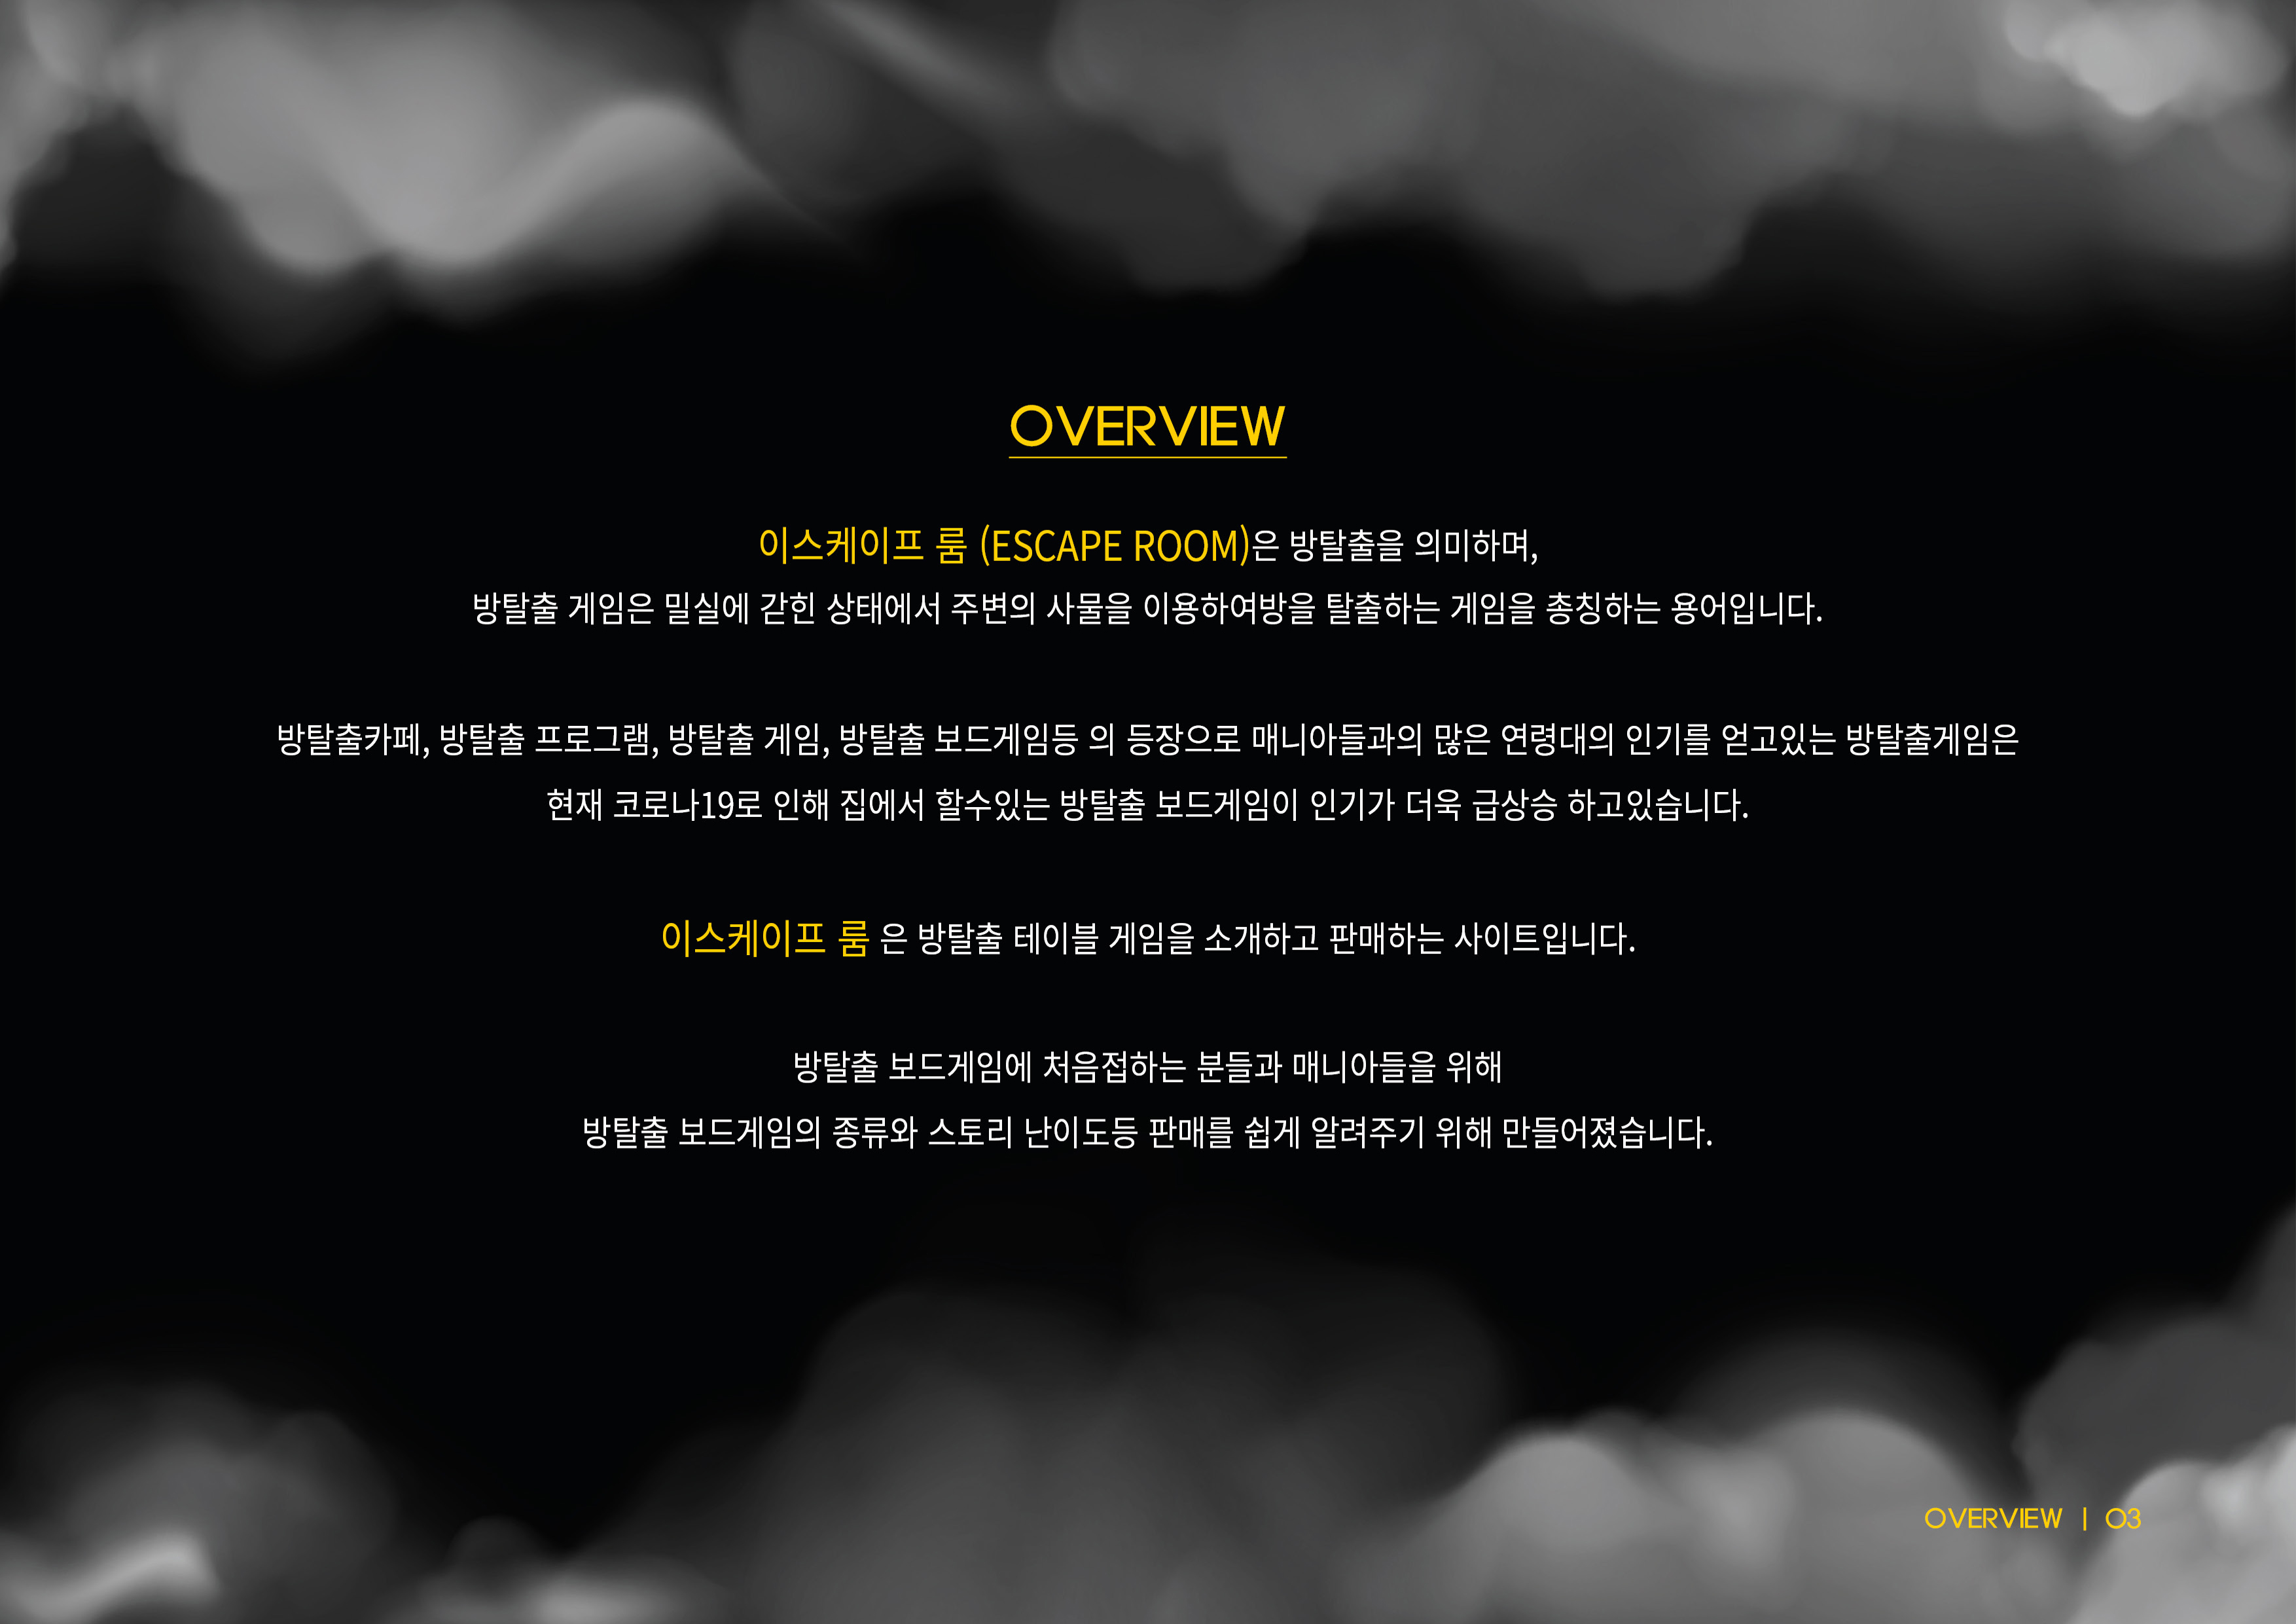 OVERVIEW
이스케이프 룸 (ESCAPE ROOM)은 방탈출을 의미하며,
방탈출 게임은 밀실에 갇힌 상태에서 주변의 사물을 이용하여방을 탈출하는 게임을 총칭하는 용어입니다.
방탈출카페, 방탈출 프로그램, 방탈출 게임, 방탈출 보드게임등 의 등장으로 매니아들과의 많은 연령대의 인기를 얻고있는 방탈출게임은
현재 코로나19로 인해 집에서 할수있는 방탈출 보드게임이 인기가 더욱 급상승 하고있습니다.
이스케이프 룸 은 방탈출 테이블 게임을 소개하고 판매하는 사이트입니다.
방탈출 보드게임에 처음접하는 분들과 매니아들을 위해
방탈출 보드게임의 종류와 스토리 난이도등 판매를 쉽게 알려주기 위해 만들어졌습니다.
OVERVIEW | 03